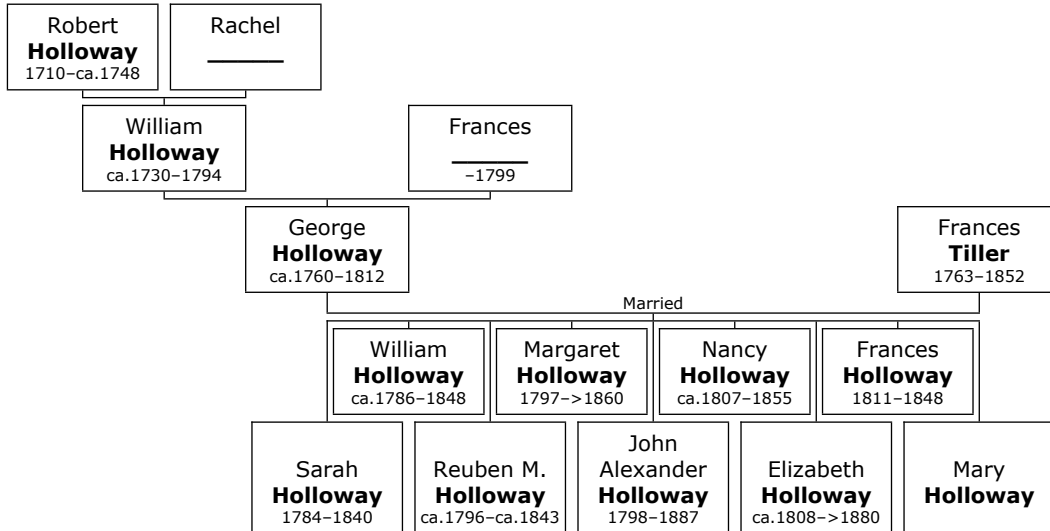 Robert
Holloway
1710–ca.1748
Rachel
______
William
Holloway
ca.1730–1794
Frances
______
–1799
George
Holloway
ca.1760–1812
Frances
Tiller
1763–1852
Married
William
Holloway
ca.1786–1848
Margaret
Holloway
1797–>1860
Nancy
Holloway
ca.1807–1855
Frances
Holloway
1811–1848
Sarah
Holloway
1784–1840
Reuben M.
Holloway
ca.1796–ca.1843
John
Alexander
Holloway
1798–1887
Elizabeth
Holloway
ca.1808–>1880
Mary
Holloway